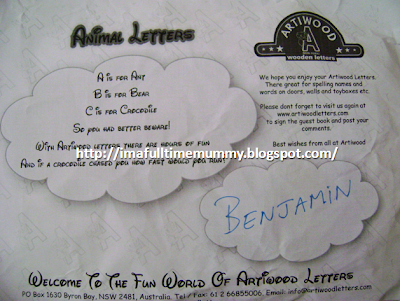 ANIMAL LETTERS
A IS FOR ANT
B IS FOR BEAR
C IS FOR CROCODILE
SO YOU HAD BETTER BEWARE!
WITH ARTIWOOD LETTERS THERE ARE HOURS OF FUN
AND IF A CROCODILE CHASED YOU HOW FAST WOULD YOU RUN!
ARTIWOOD
A
wooden letters
We hope you enjoy your Artiwood Letters.
There great for spelling names and
words on doors, walls and toyboxes etc.
Please dont forget to visit us again at
www.artiwoodletters.com
to sign the guest book and post your
comments.
Best wishes from all at Artiwood
http://imafulltimemummy.blogspot.com/
BENJAMIN
WELCOME TO THE FUN WORLD OF ARTIWOOD LETTERS
PO Box 1630 Byron Bay, NSW 2481, Australia. Tel / Fax: 61 2 66855006 Email: info@artiwoodletters.com